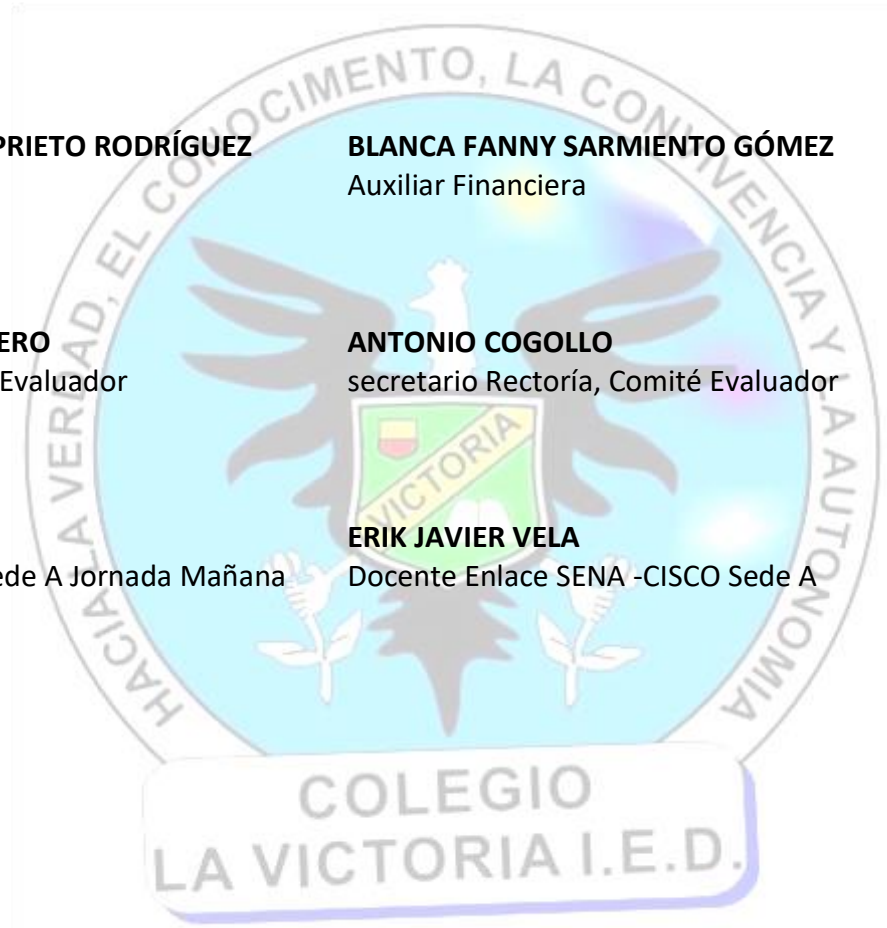 PRIETO RODRÍGUEZ BLANCA FANNY SARMIENTO GÓMEZ
Auxiliar Financiera
ERO ANTONIO COGOLLO
Evaluador secretario Rectoría, Comité Evaluador
ERIK JAVIER VELA
ede A Jornada Mañana Docente Enlace SENA -CISCO Sede A
HACIA LA VERDAD, EL CONOCIMENTO, LA CONVIVENCIA Y LA AUTONOMIA
VICTORIA
COLEGIO
LA VICTORIA I.E.D.